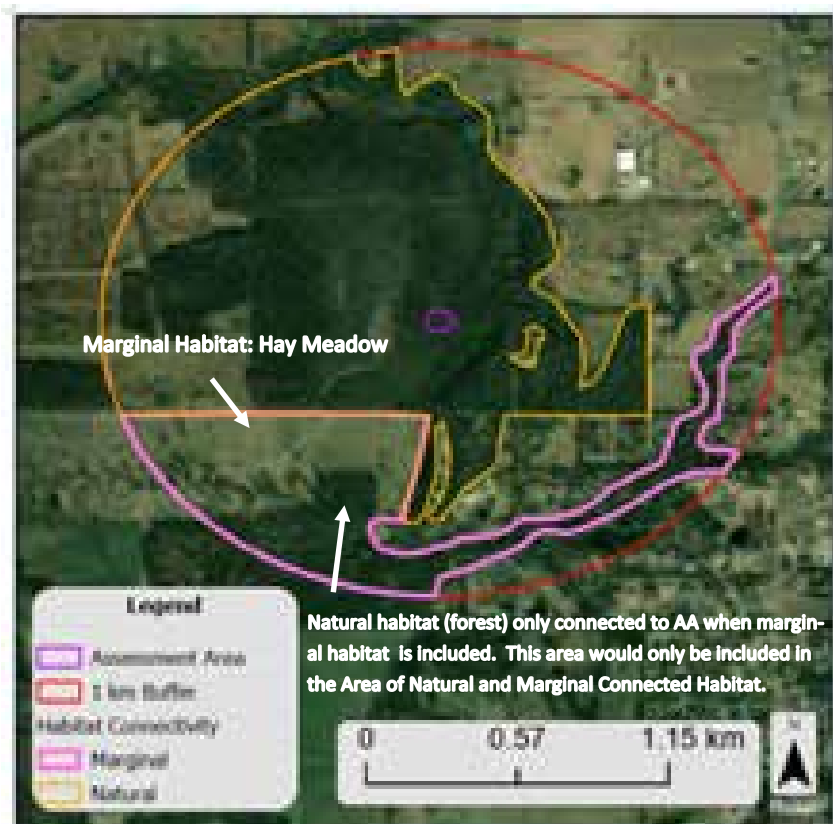 Marginal Habitat: Hay Meadow
Natural habitat (forest) only connected to AA when margin-
al habitat is included. This area would only be included in
the Area of Natural and Marginal Connected Habitat.
Legend
Assessment Area
1 km Buffer
Habitat Connectivity
Marginal
Natural
0 0.57 1.15 km
N